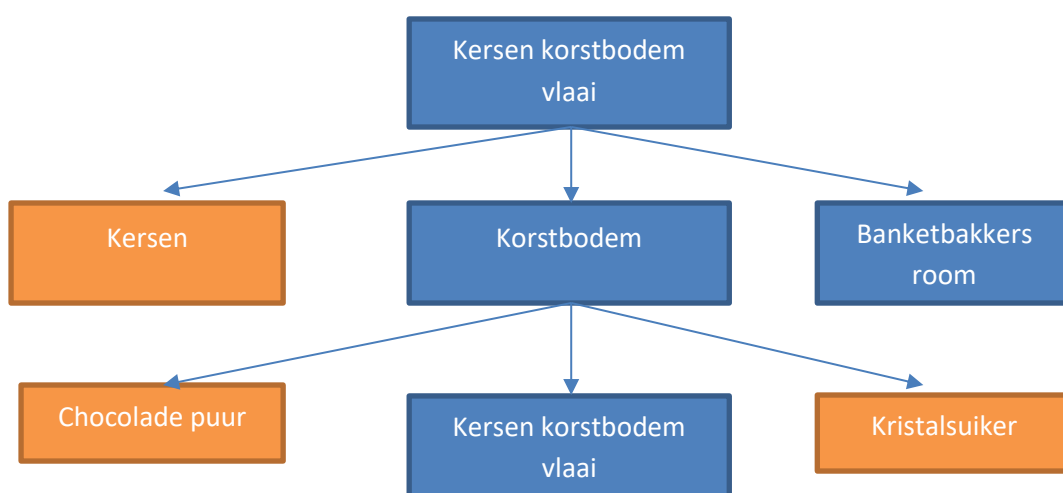 Kersen korstbodem
vlaai
Kersen
Korstbodem
Banketbakkers
room
Chocolade puur
Kersen korstbodem
vlaai
Kristalsuiker